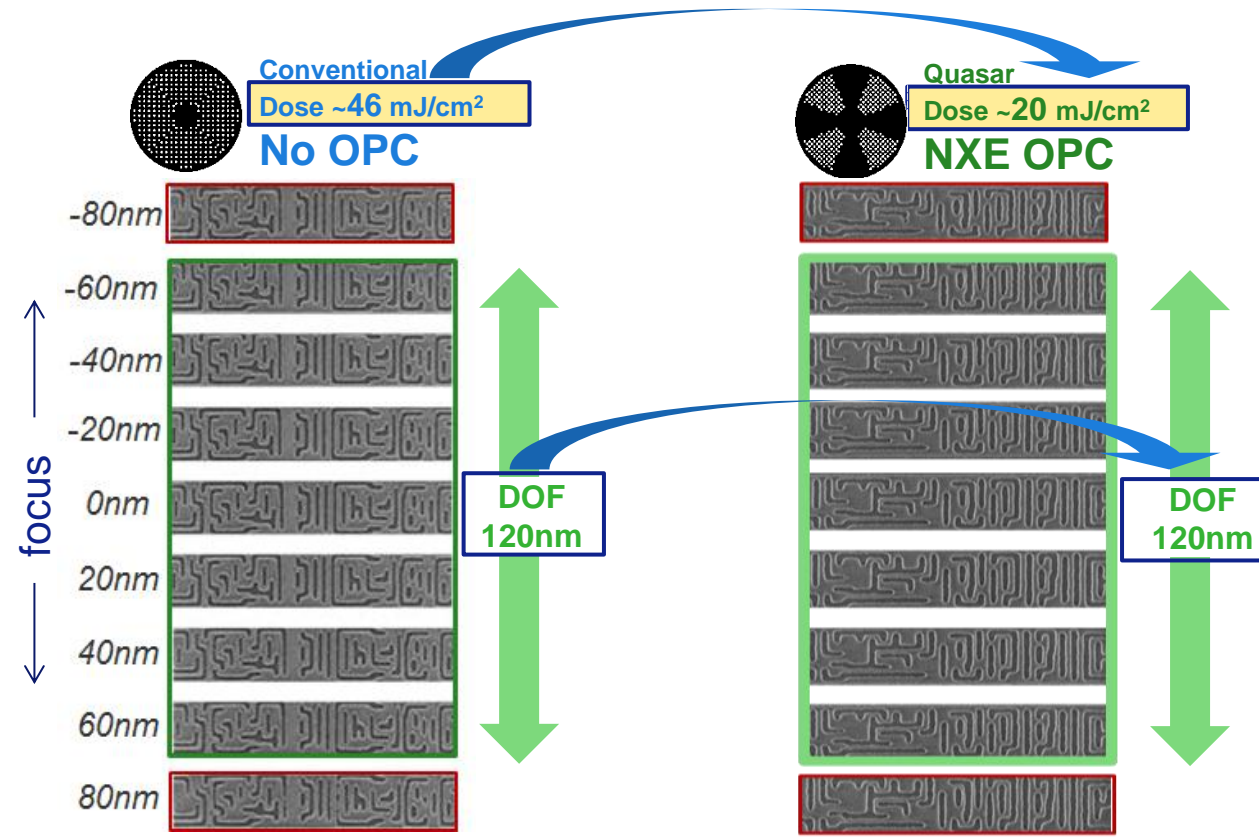 Conventional
Dose ~46 mJ/cm²
No OPC
Quasar
Dose ~20 mJ/cm²
NXE OPC
focus
-80nm
-60nm
-40nm
-20nm
0nm
20nm
40nm
60nm
80nm
DOF
120nm
DOF
120nm